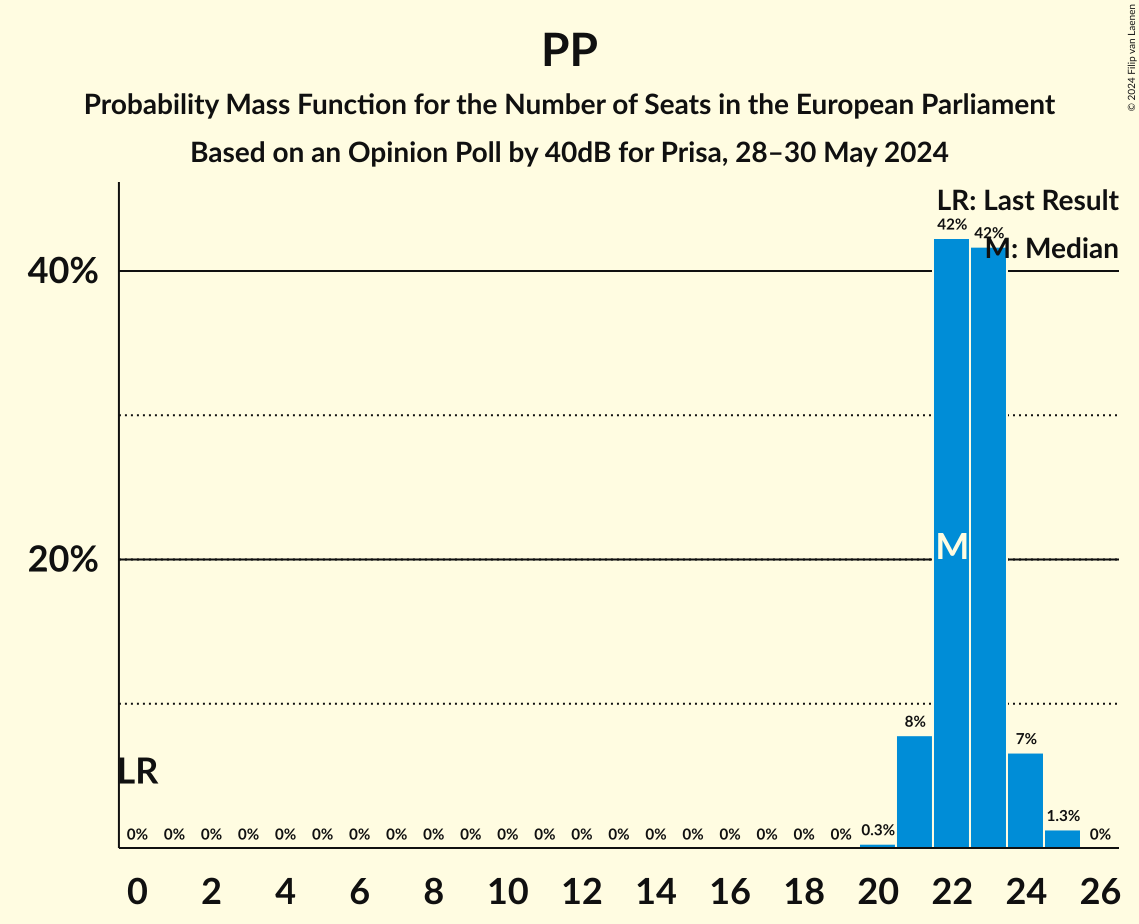 PP
Probability Mass Function for the Number of Seats in the European Parliament
Based on an Opinion Poll by 40dB for Prisa, 28–30 May 2024
© 2024 Filip van Laenen
LR: Last Result
M: Median
42% 42%
40%
M
20%
8% 7%
LR
0% 0% 0% 0% 0% 0% 0% 0% 0% 0% 0% 0% 0% 0% 0% 0% 0% 0% 0% 0% 0.3% 1.3% 0%
0 2 4 6 8 10 12 14 16 18 20 22 24 26